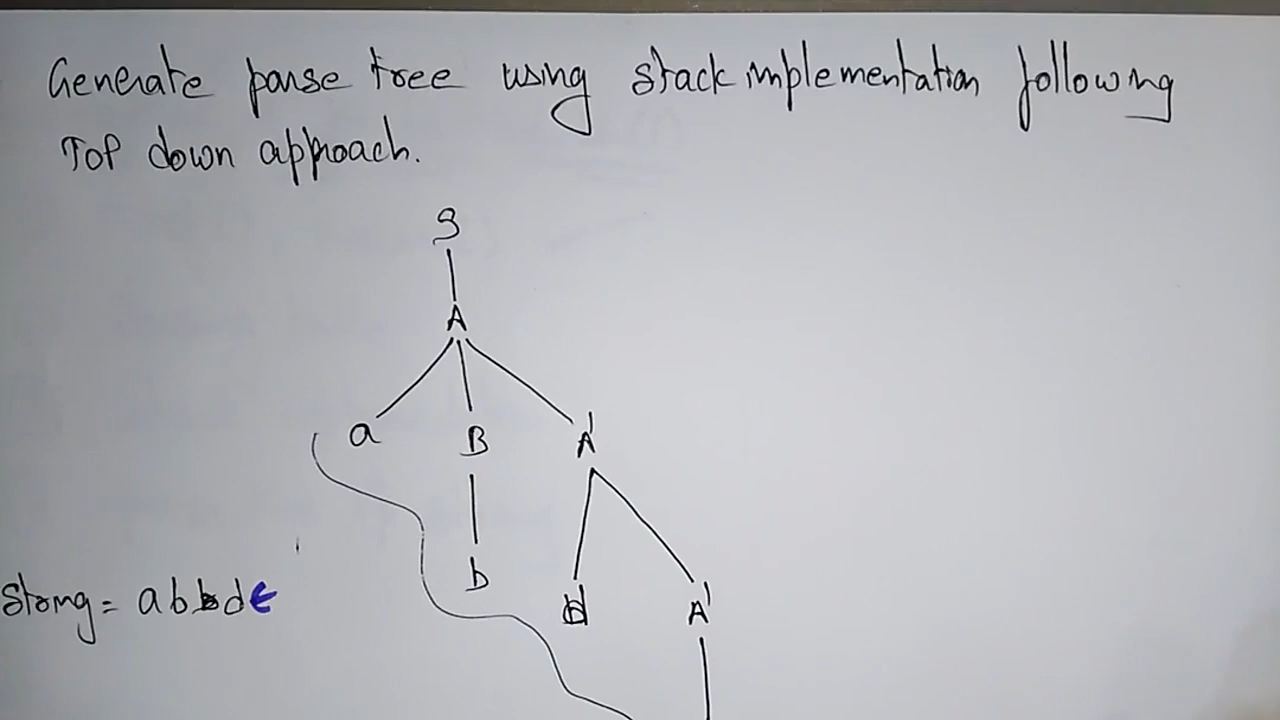 Generate parse tree using stack implementation following
Top down approach.
S
A
a B A'
b d A'
String = abbdε